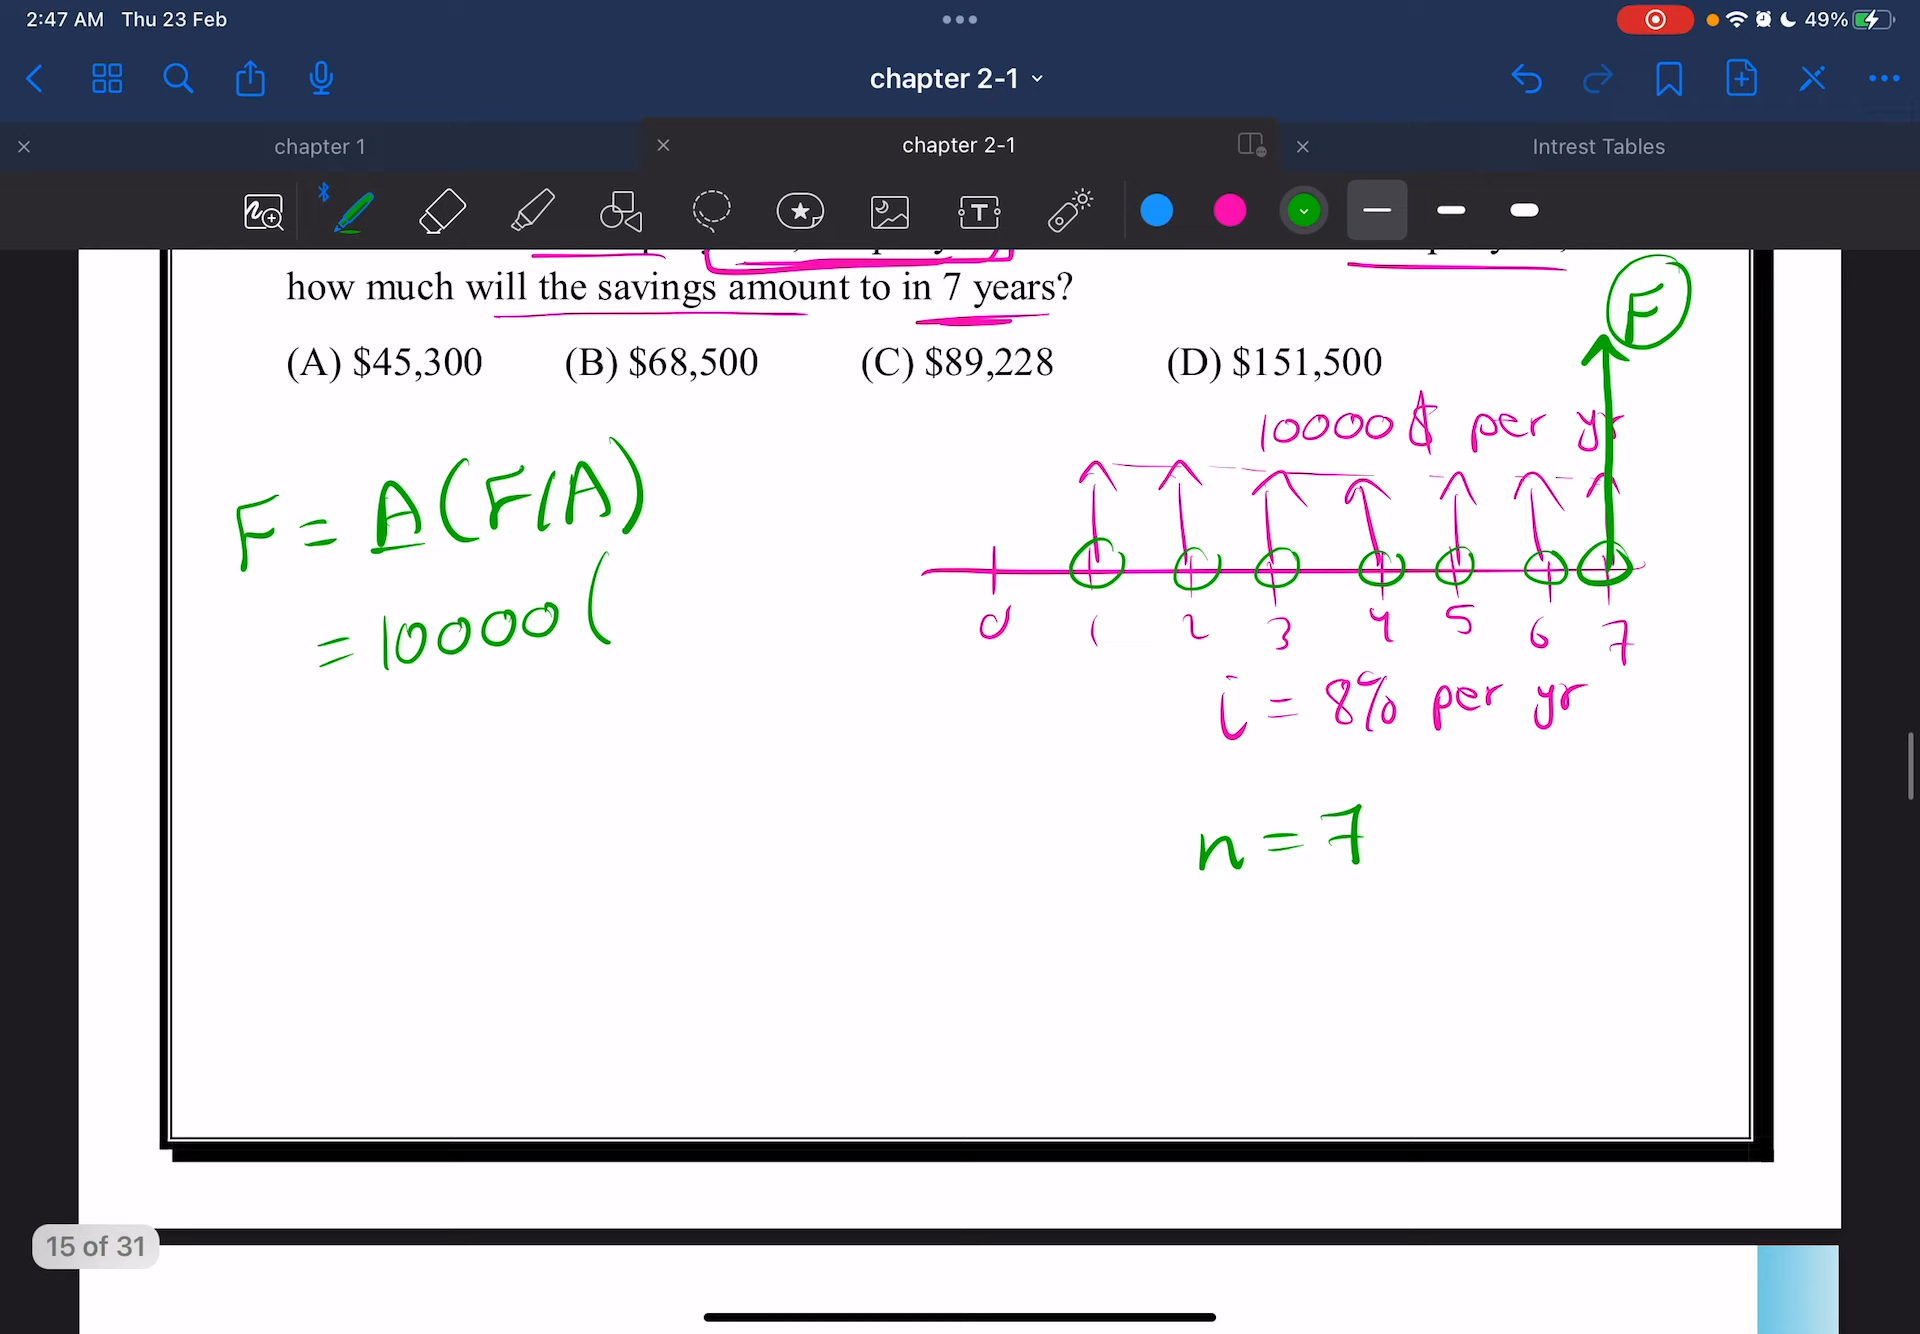 2:47 AM Thu 23 Feb
49%
chapter 2-1
chapter 1
chapter 2-1
Intrest Tables
how much will the savings amount to in 7 years?
(A) $45,300 (B) $68,500 (C) $89,228 (D) $151,500
F
10000 $ per yr
F = A (F/A)
= 10000 (
0 1 2 3 4 5 6 7
i = 8% per yr
n = 7
15 of 31